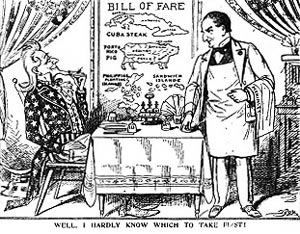 BILL OF FARE
CUBA STEAK
PORTO
RICO
PIG
PHILIPPINE
FLOATING
ISLANDS
SANDWICH
ISLANDS
WELL, I HARDLY KNOW WHICH TO TAKE FIRST!